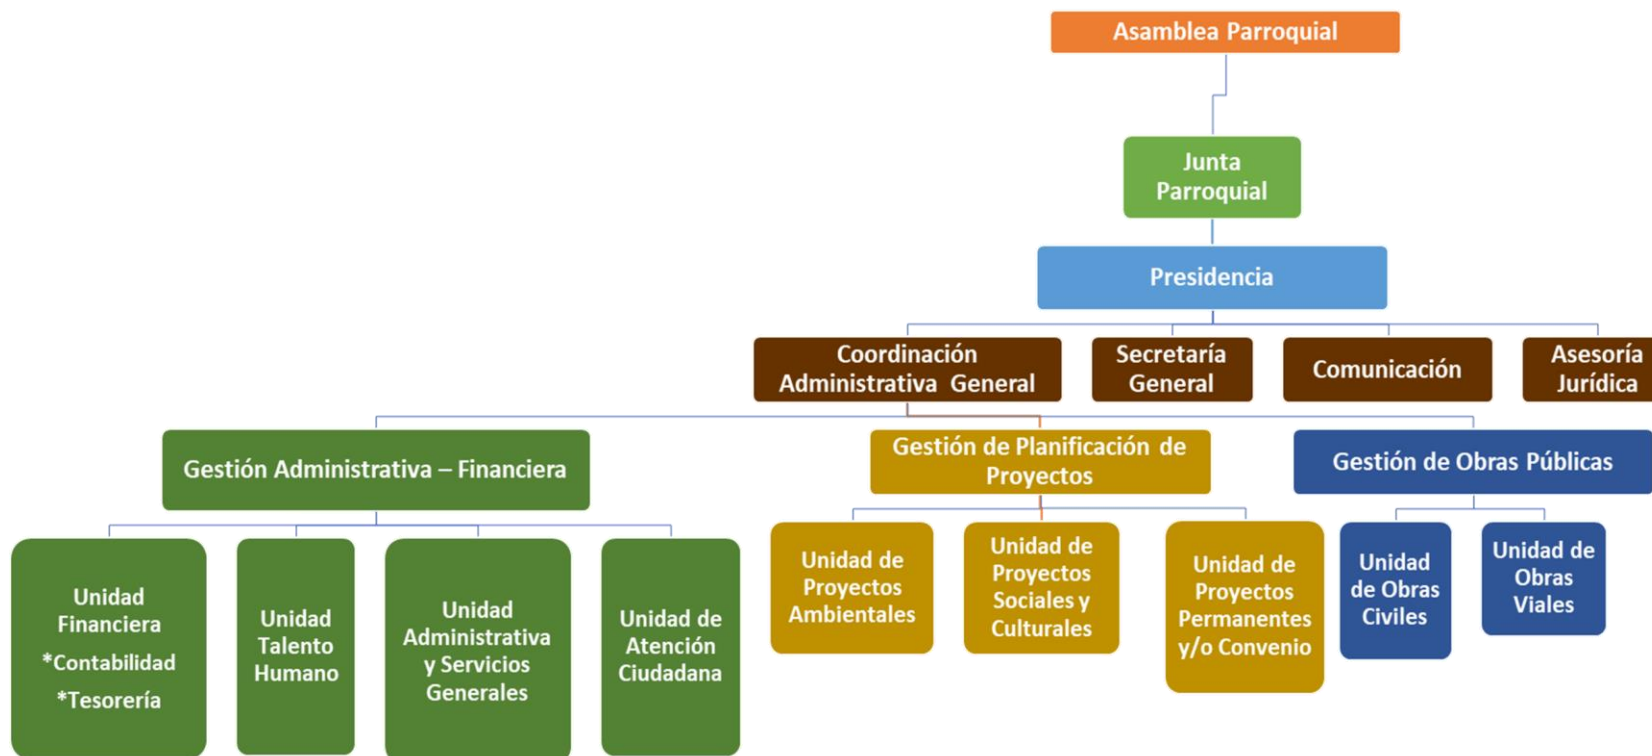 Asamblea Parroquial
Junta
Parroquial
Presidencia
Coordinación
Administrativa General
Secretaría
General
Comunicación
Asesoría
Jurídica
Gestión Administrativa – Financiera
Gestión de Planificación de
Proyectos
Gestión de Obras Públicas
Unidad
Financiera
*Contabilidad
*Tesorería
Unidad
Talento
Humano
Unidad
Administrativa
y Servicios
Generales
Unidad de
Atención
Ciudadana
Unidad de
Proyectos
Ambientales
Unidad de
Proyectos
Sociales y
Culturales
Unidad de
Proyectos
Permanentes
y/o Convenio
Unidad
de Obras
Civiles
Unidad de
Obras
Viales